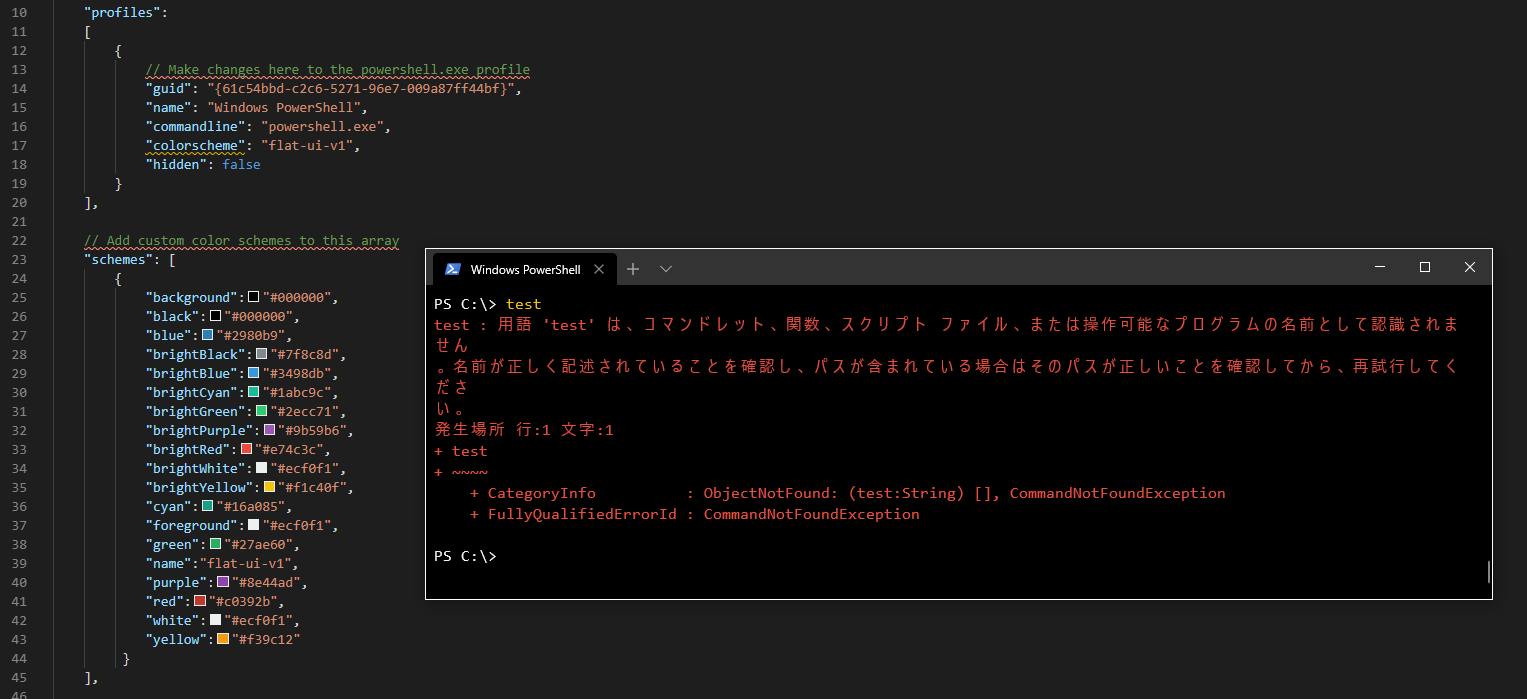 10 "profiles":
11 [
12 {
13 // Make changes here to the powershell.exe profile
14 "guid": "{61c54bbd-c2c6-5271-96e7-009a87ff44bf}",
15 "name": "Windows PowerShell",
16 "commandline": "powershell.exe",
17 "colorscheme": "flat-ui-v1",
18 "hidden": false
19 }
20 ],
21
22 // Add custom color schemes to this array
23 "schemes": [
24 {
25 "background": "#000000",
26 "black": "#000000",
27 "blue": "#2980b9",
28 "brightBlack": "#7f8c8d",
29 "brightBlue": "#3498db",
30 "brightCyan": "#1abc9c",
31 "brightGreen": "#2ecc71",
32 "brightPurple": "#9b59b6",
33 "brightRed": "#e74c3c",
34 "brightWhite": "#ecf0f1",
35 "brightYellow": "#f1c40f",
36 "cyan": "#16a085",
37 "foreground": "#ecf0f1",
38 "green": "#27ae60",
39 "name":"flat-ui-v1",
40 "purple": "#8e44ad",
41 "red": "#c0392b",
42 "white": "#ecf0f1",
43 "yellow": "#f39c12"
44 }
45 ],
46
Windows PowerShell
PS C:\> test
test : 用語 'test' は、コマンドレット、関数、スクリプト ファイル、または操作可能なプログラムの名前として認識されま
せん
。名前が正しく記述されていることを確認し、パスが含まれている場合はそのパスが正しいことを確認してから、再試行してく
ださ
い。
発生場所 行:1 文字:1
+ test
+ ~~~~
+ CategoryInfo : ObjectNotFound: (test:String) [], CommandNotFoundException
+ FullyQualifiedErrorId : CommandNotFoundException
PS C:\>